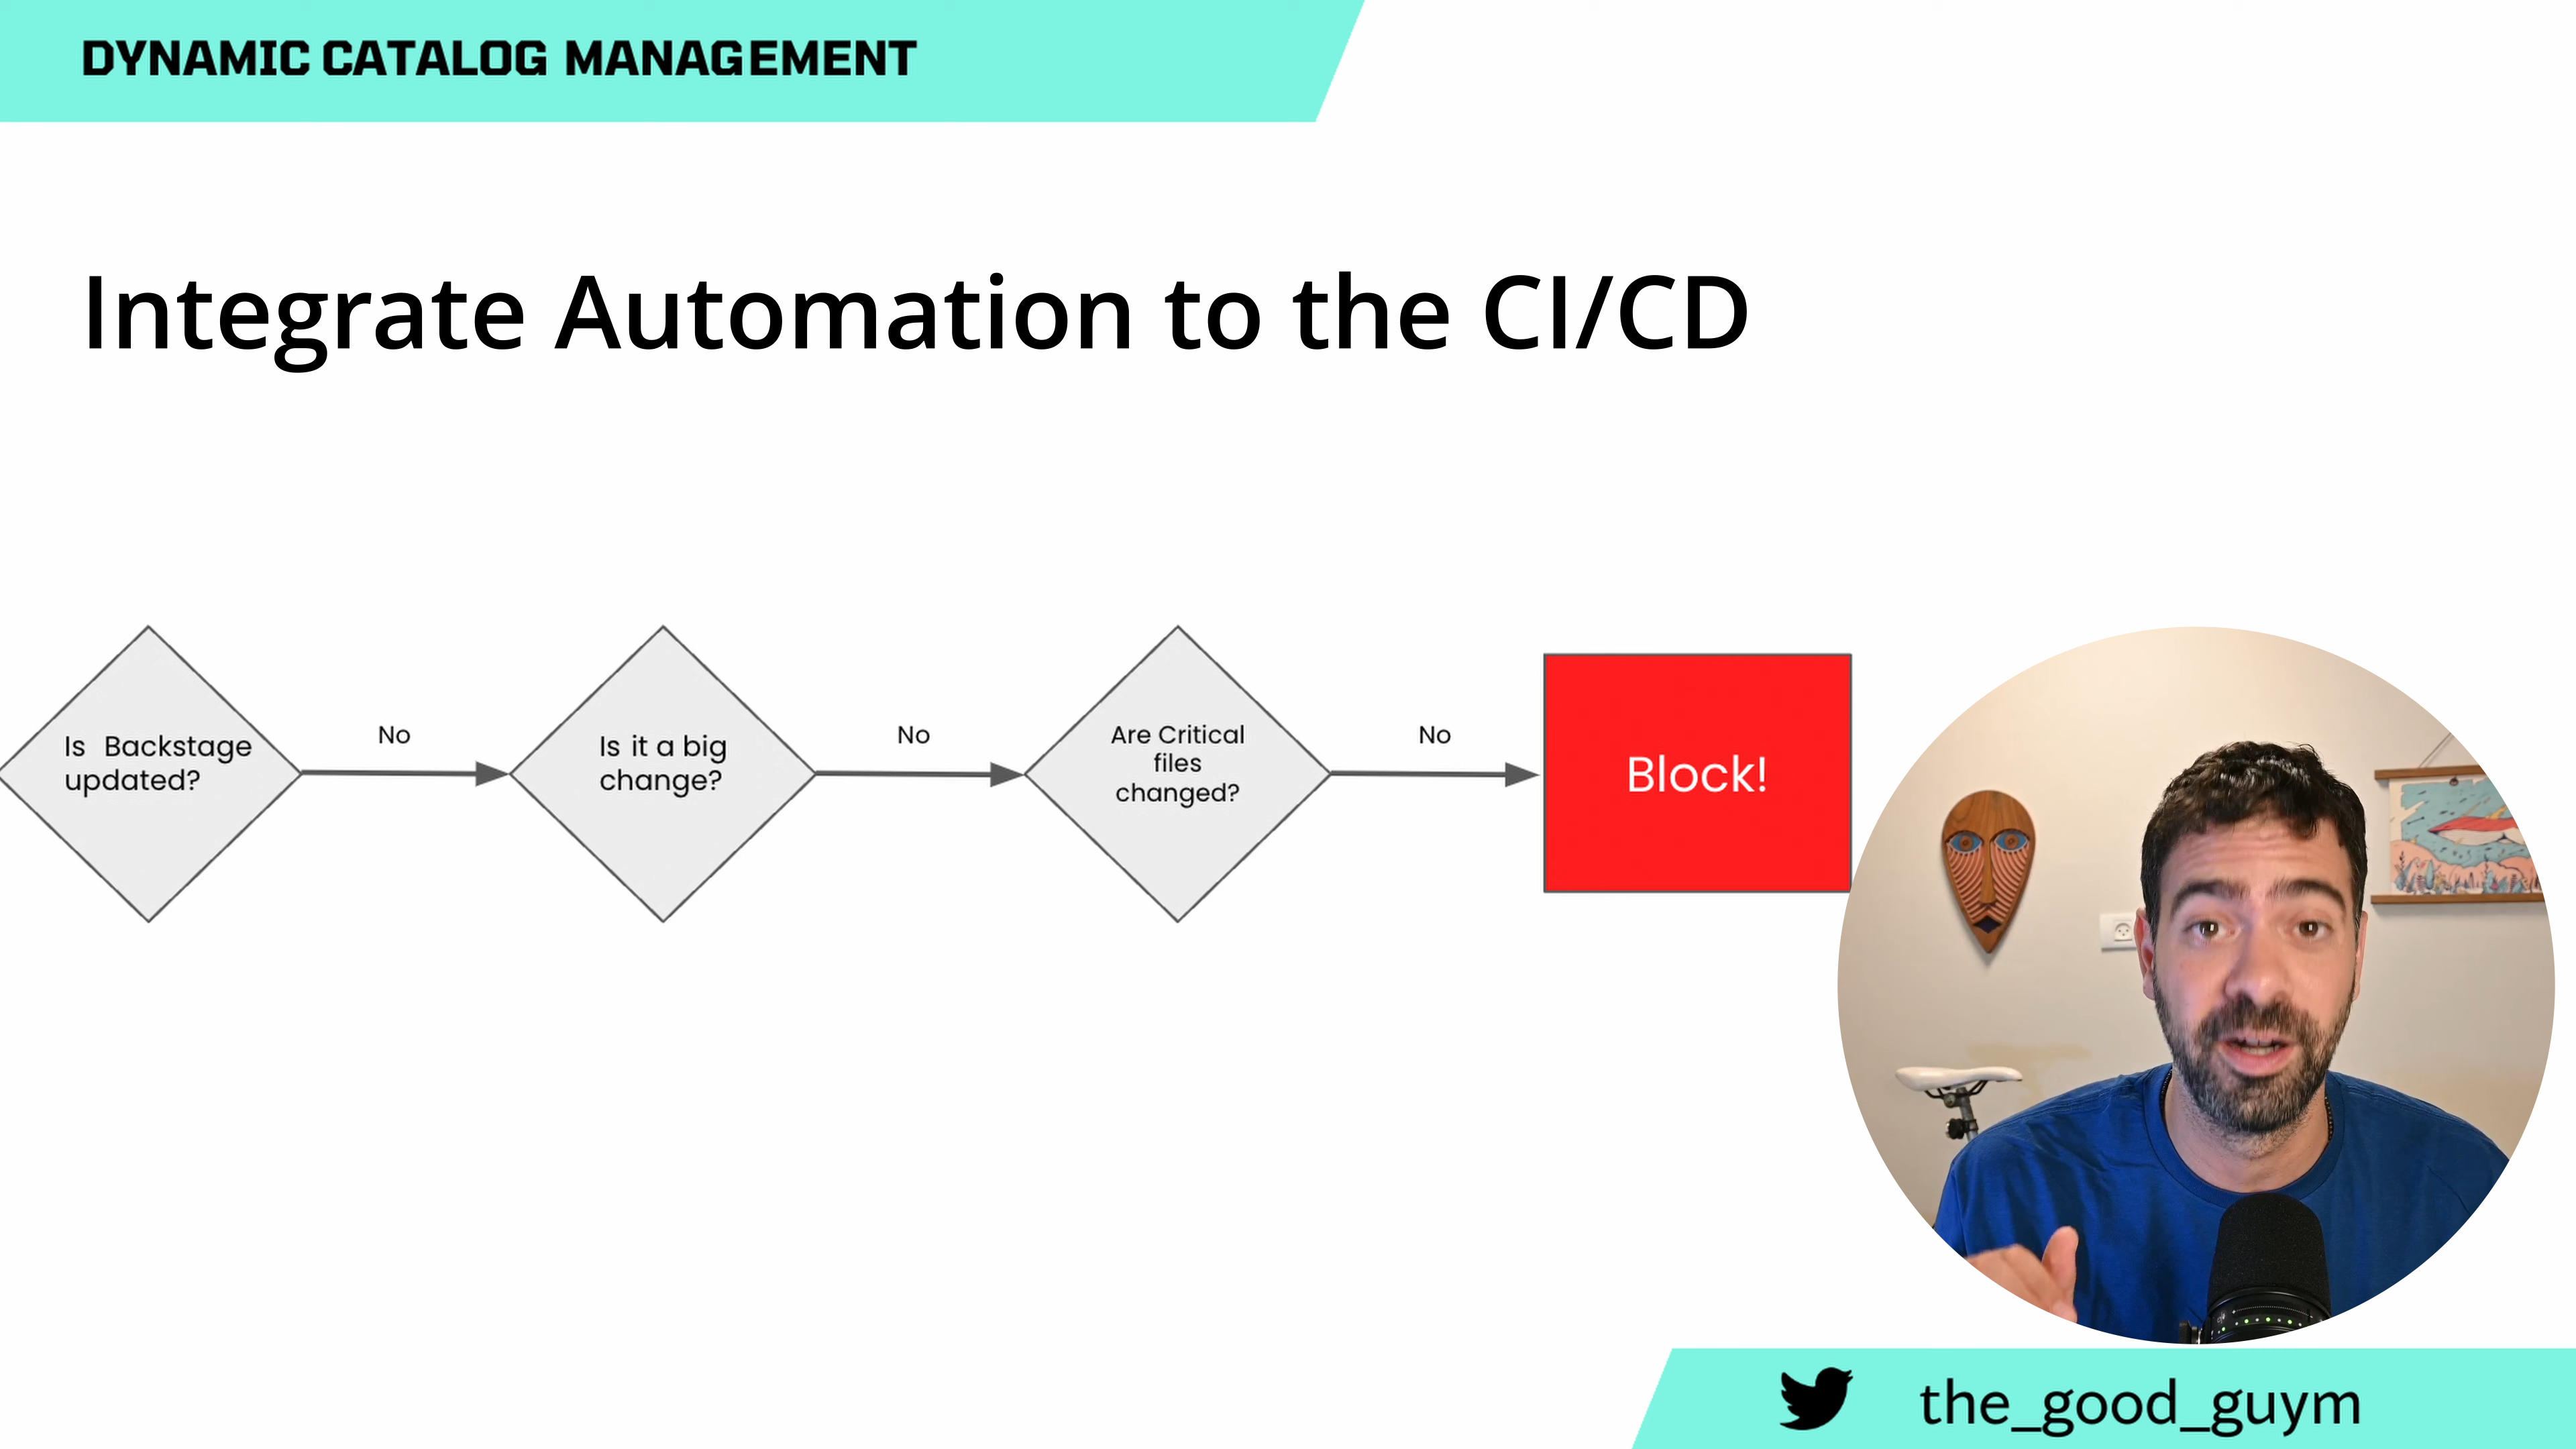 DYNAMIC CATALOG MANAGEMENT
Integrate Automation to the CI/CD
Is Backstage
updated?
No
Is it a big
change?
No
Are Critical
files
changed?
No
Block!
the_good_guym